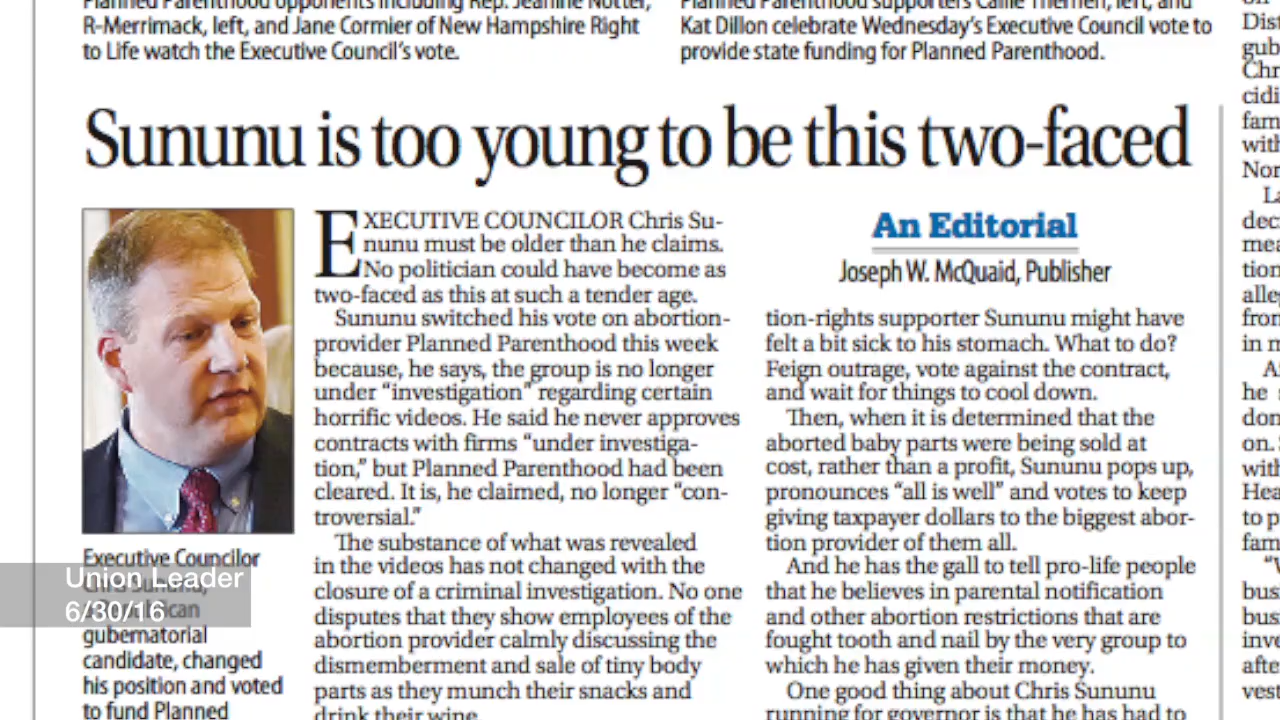 Planned Parenthood opponents including Rep. Jeanine Notter,
R-Merrimack, left, and Jane Cormier of New Hampshire Right
to Life watch the Executive Council's vote.
Planned Parenthood supporters Callie left, and
Kat Dillon celebrate Wednesday's Executive Council vote to
provide state funding for Planned Parenthood.
Sununu is too young to be this two-faced
Executive Councilor
Chris Sununu,
gubernatorial
candidate, changed
his position and voted
to fund Planned
Union Leader
6/30/16
EXECUTIVE COUNCILOR Chris Su-
nunu must be older than he claims.
No politician could have become as
two-faced as this at such a tender age.
Sununu switched his vote on abortion-
provider Planned Parenthood this week
because, he says, the group is no longer
under “investigation” regarding certain
horrific videos. He said he never approves
contracts with firms “under investiga-
tion,” but Planned Parenthood had been
cleared. It is, he claimed, no longer “con-
troversial.”
The substance of what was revealed
in the videos has not changed with the
closure of a criminal investigation. No one
disputes that they show employees of the
abortion provider calmly discussing the
dismemberment and sale of tiny body
parts as they munch their snacks and
drink their wine.
An Editorial
Joseph W. McQuaid, Publisher
tion-rights supporter Sununu might have
felt a bit sick to his stomach. What to do?
Feign outrage, vote against the contract,
and wait for things to cool down.
Then, when it is determined that the
aborted baby parts were being sold at
cost, rather than a profit, Sununu pops up,
pronounces “all is well” and votes to keep
giving taxpayer dollars to the biggest abor-
tion provider of them all.
And he has the gall to tell pro-life people
that he believes in parental notification
and other abortion restrictions that are
fought tooth and nail by the very group to
which he has given their money.
One good thing about Chris Sununu
running for governor is that he has had to